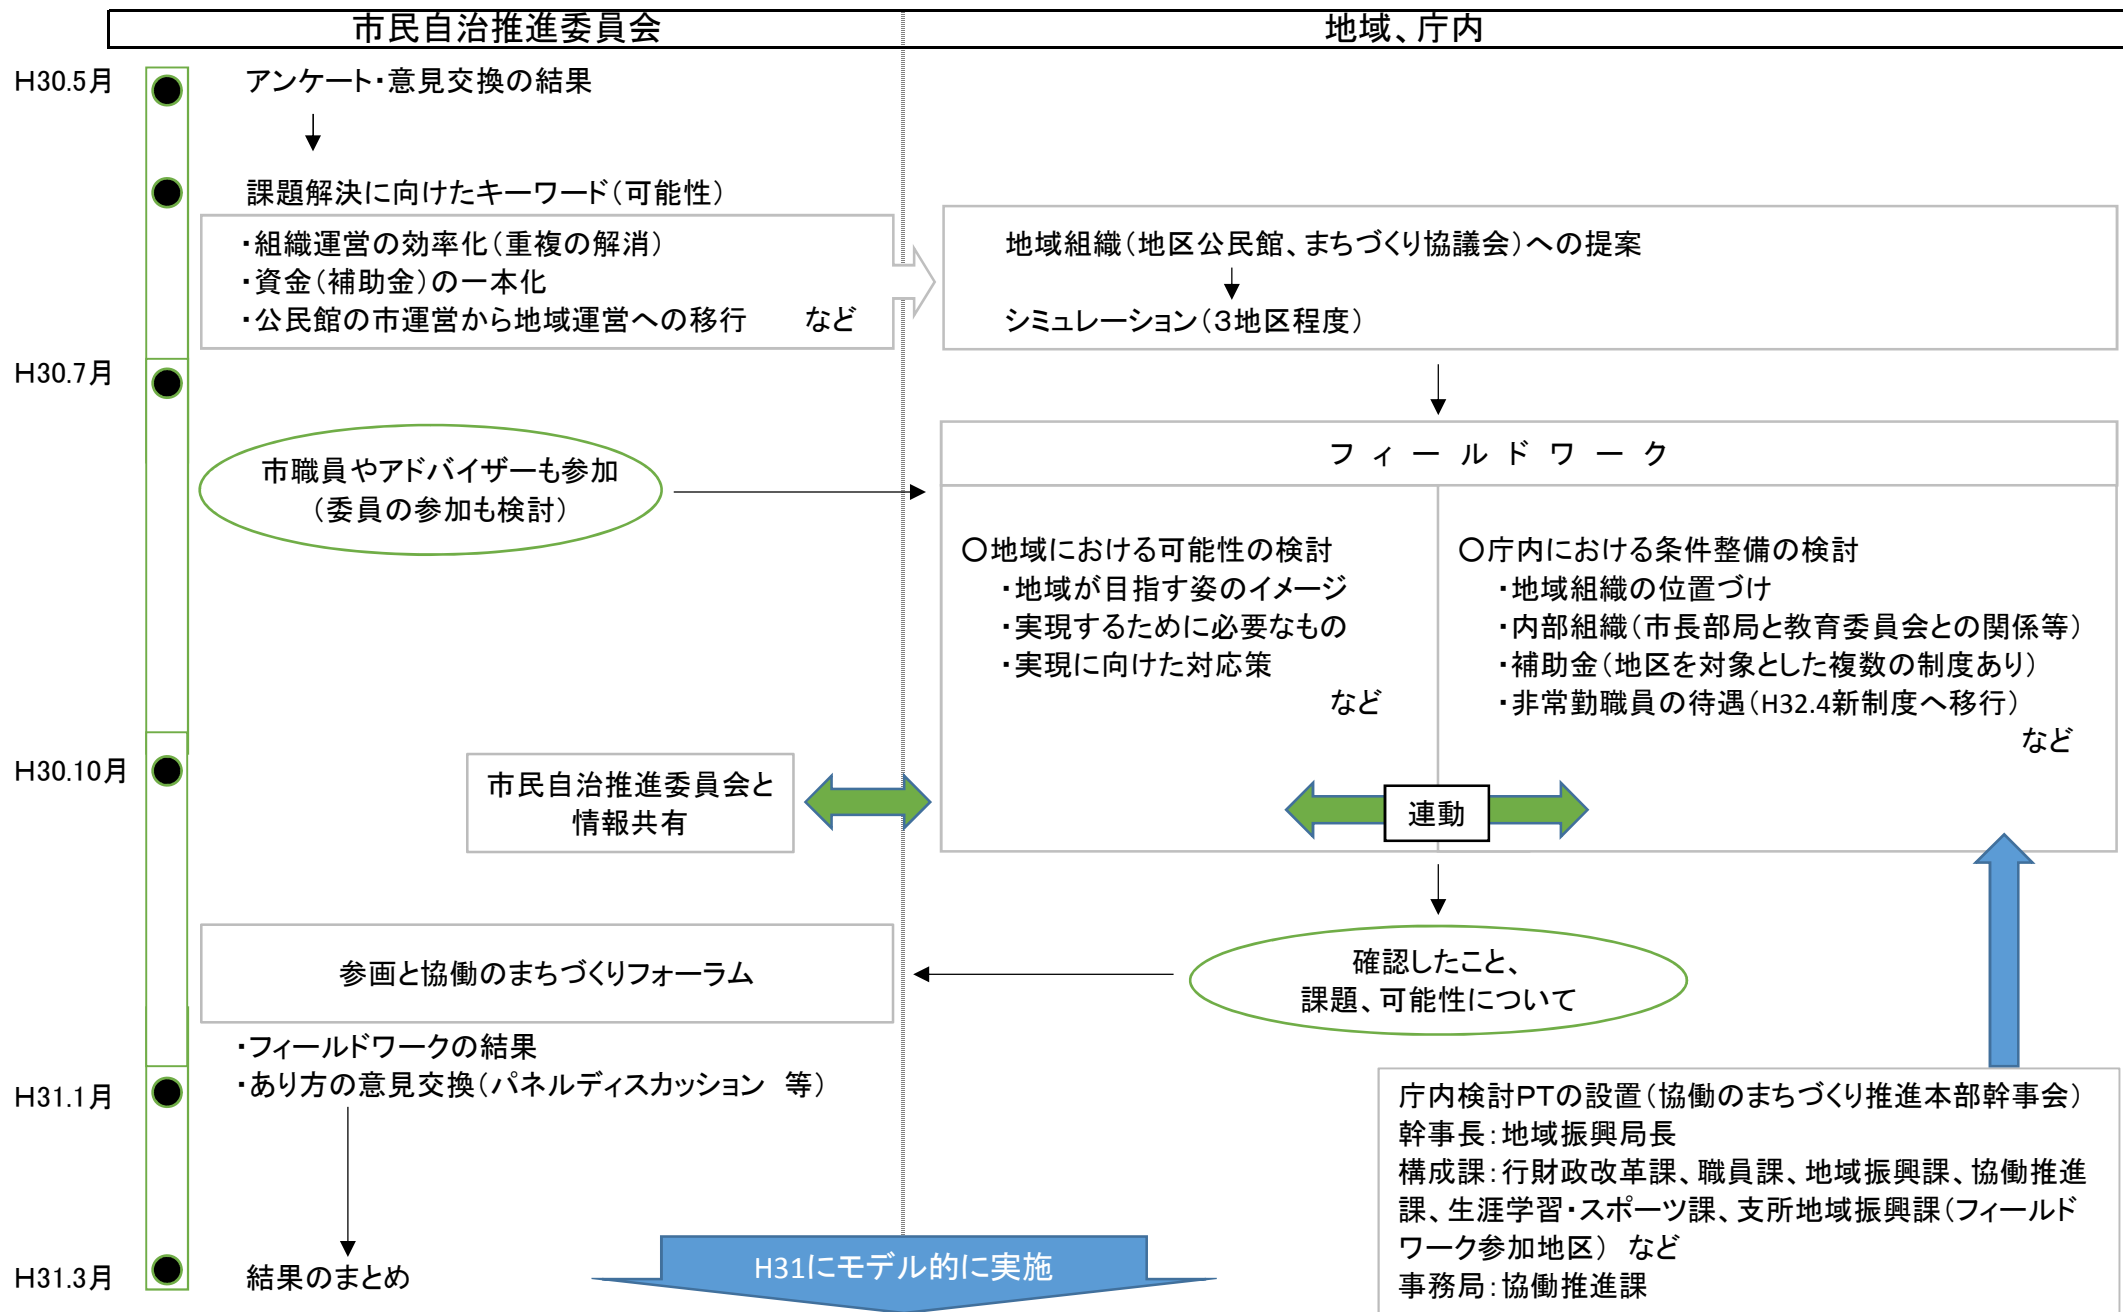 市民自治推進委員会
地域、庁内
H30.5月
アンケート・意見交換の結果
課題解決に向けたキーワード（可能性）
・組織運営の効率化（重複の解消）
・資金（補助金）の一本化
・公民館の市運営から地域運営への移行　　など
地域組織（地区公民館、まちづくり協議会）への提案
シミュレーション（３地区程度）
H30.7月
市職員やアドバイザーも参加
（委員の参加も検討）
フィールドワーク
〇地域における可能性の検討
・地域が目指す姿のイメージ
・実現するために必要なもの
・実現に向けた対応策
など
〇庁内における条件整備の検討
・地域組織の位置づけ
・内部組織（市長部局と教育委員会との関係等）
・補助金（地区を対象とした複数の制度あり）
・非常勤職員の待遇（H32.4新制度へ移行）
など
H30.10月
市民自治推進委員会と
情報共有
連動
参画と協働のまちづくりフォーラム
確認したこと、
課題、可能性について
・フィールドワークの結果
・あり方の意見交換（パネルディスカッション　等）
H31.1月
庁内検討PTの設置（協働のまちづくり推進本部幹事会）
幹事長：地域振興局長
構成課：行財政改革課、職員課、地域振興課、協働推進
課、生涯学習・スポーツ課、支所地域振興課（フィールド
ワーク参加地区）　など
事務局：協働推進課
H31.3月
結果のまとめ
H31にモデル的に実施